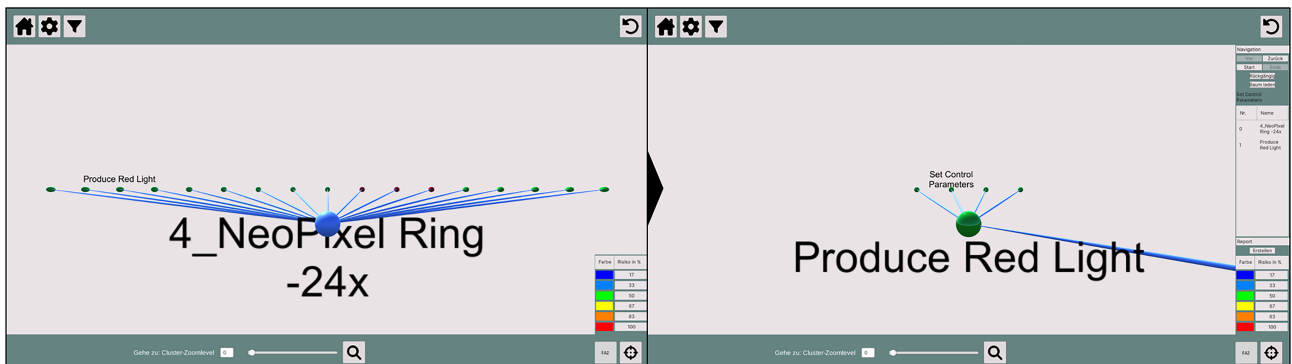 Produce Red Light
4_NeoPixel Ring
-24x
Farbe Risiko in %
17
33
50
67
83
100
Gehe zu: Cluster-Zoomlevel 0
FAZ
Navigation
Vor Zurück
Start Ende
Rückgängig
Raum laden
Set Control
Parameters
Nr. Name
0 4_NeoPixel
Ring -24x
1 Produce
Red Light
Set Control
Parameters
Produce Red Light
Report
Erstellen
Farbe Risiko in %
17
33
50
67
83
100
Gehe zu: Cluster-Zoomlevel 0
FAZ